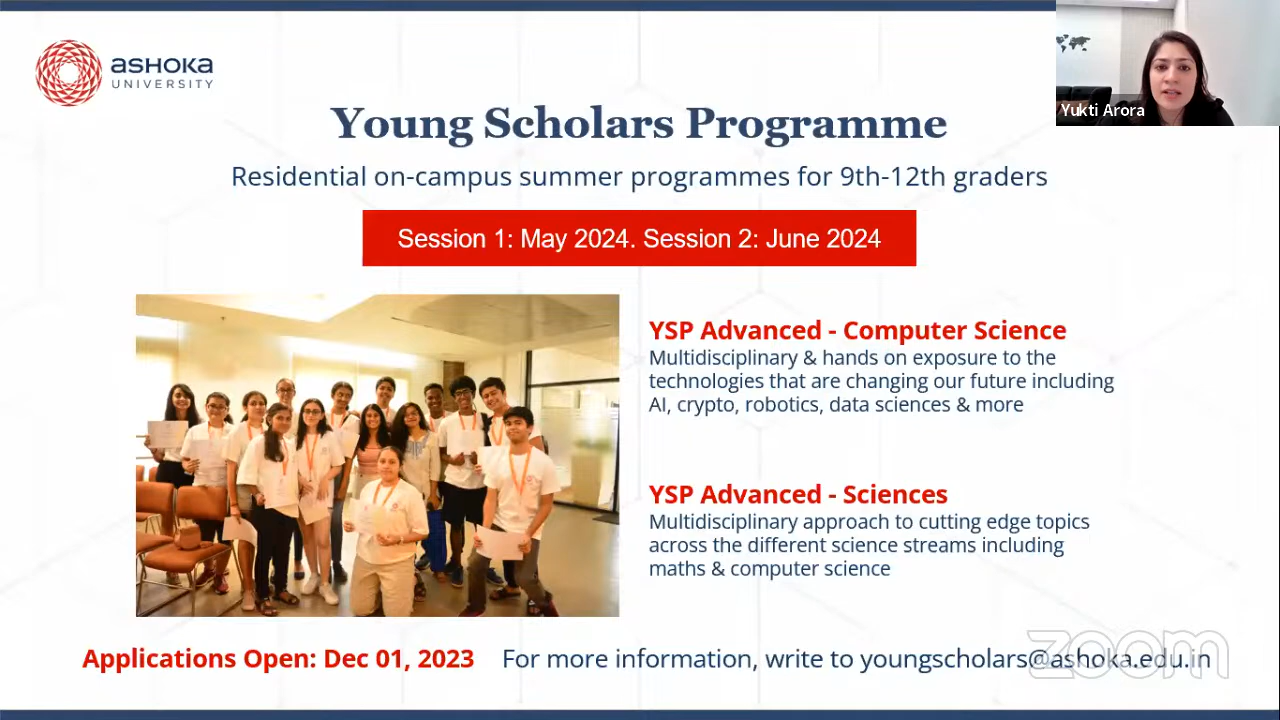 ASHOKA
UNIVERSITY
Yukti Arora
Young Scholars Programme
Residential on-campus summer programmes for 9th-12th graders
Session 1: May 2024. Session 2: June 2024
YSP Advanced - Computer Science
Multidisciplinary & hands on exposure to the
technologies that are changing our future including
AI, crypto, robotics, data sciences & more
YSP Advanced - Sciences
Multidisciplinary approach to cutting edge topics
across the different science streams including
maths & computer science
Applications Open: Dec 01, 2023 For more information, write to youngscholars@ashoka.edu.in
zoom